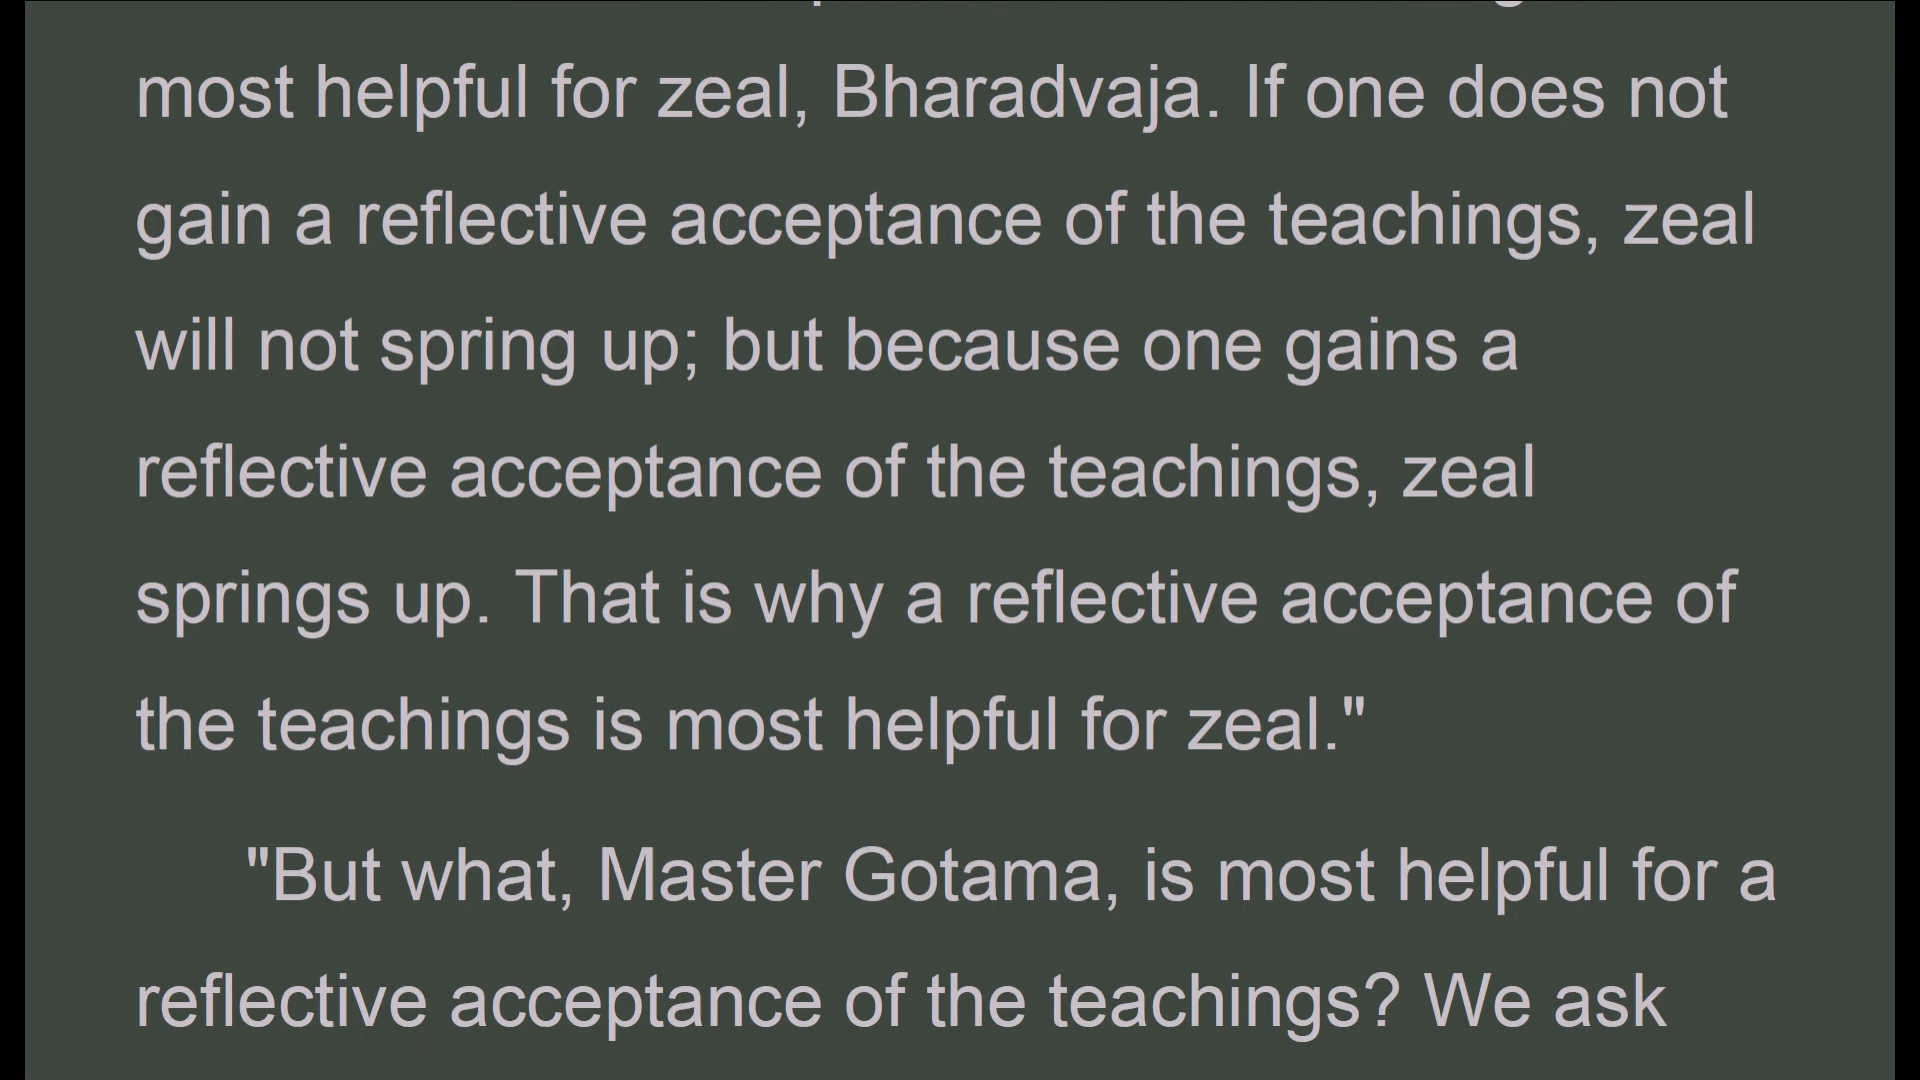 most helpful for zeal, Bharadvaja. If one does not
gain a reflective acceptance of the teachings, zeal
will not spring up; but because one gains a
reflective acceptance of the teachings, zeal
springs up. That is why a reflective acceptance of
the teachings is most helpful for zeal."
"But what, Master Gotama, is most helpful for a
reflective acceptance of the teachings? We ask